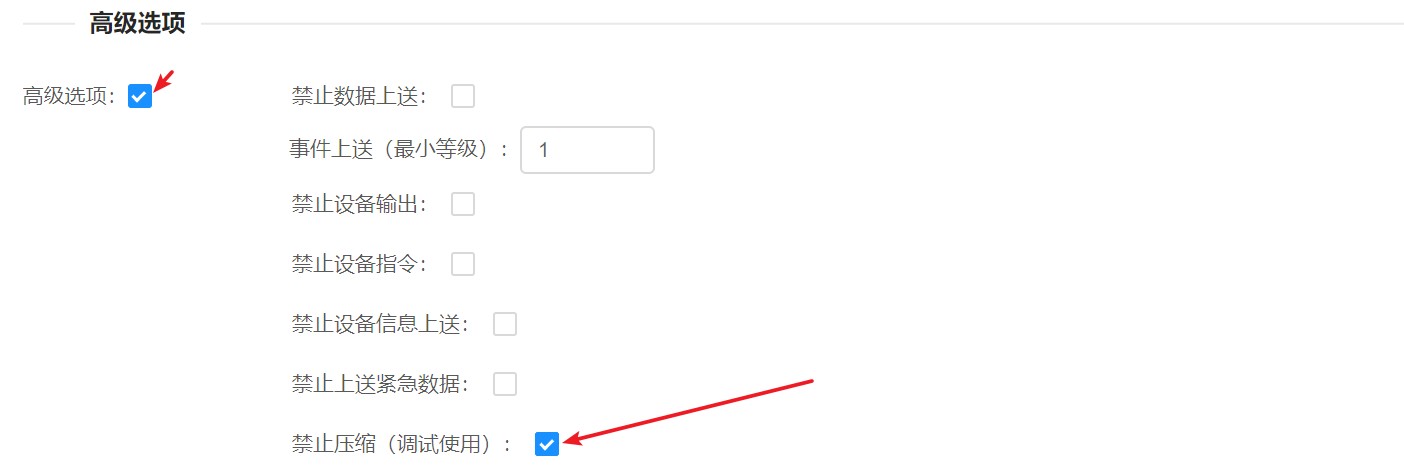 高级选项
高级选项：
禁止数据上送：
事件上送（最小等级）： 1
禁止设备输出：
禁止设备指令：
禁止设备信息上送：
禁止上送紧急数据：
禁止压缩（调试使用）：